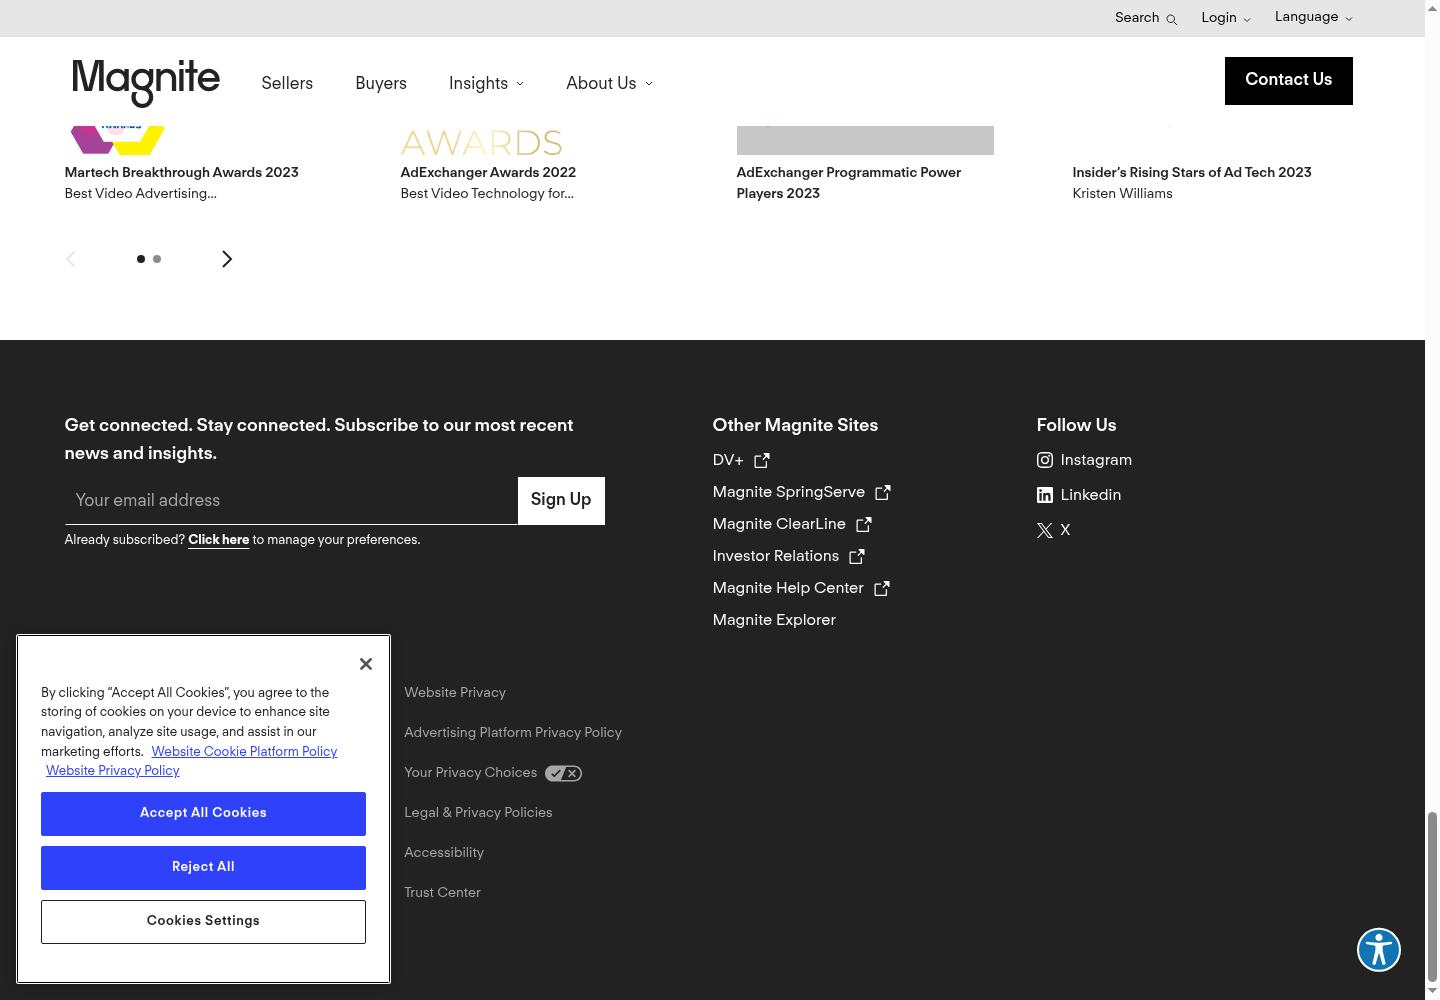 Search
Login
Language
Magnite
Sellers
Buyers
Insights
About Us
Contact Us
AWARDS
Martech Breakthrough Awards 2023
Best Video Advertising...
AdExchanger Awards 2022
Best Video Technology for...
AdExchanger Programmatic Power
Players 2023
Insider's Rising Stars of Ad Tech 2023
Kristen Williams
Get connected. Stay connected. Subscribe to our most recent
news and insights.
Your email address
Sign Up
Already subscribed? Click here to manage your preferences.
Other Magnite Sites
DV+
Magnite SpringServe
Magnite ClearLine
Investor Relations
Magnite Help Center
Magnite Explorer
Follow Us
Instagram
Linkedin
X
By clicking “Accept All Cookies”, you agree to the
storing of cookies on your device to enhance site
navigation, analyze site usage, and assist in our
marketing efforts. Website Cookie Platform Policy
Website Privacy Policy
Accept All Cookies
Reject All
Cookies Settings
Website Privacy
Advertising Platform Privacy Policy
Your Privacy Choices
Legal & Privacy Policies
Accessibility
Trust Center